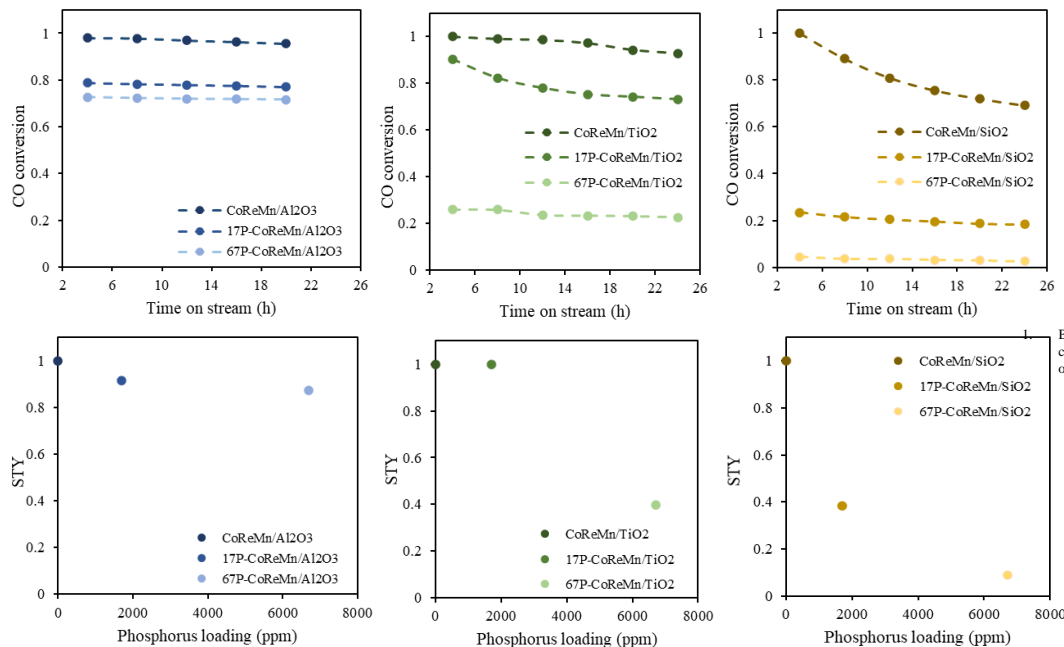 1
0.8
0.6
0.4
0.2
0
CO conversion
CoReMn/Al2O3
17P-CoReMn/Al2O3
67P-CoReMn/Al2O3
2 6 10 14 18 22 26
Time on stream (h)
1
0.8
0.6
0.4
0.2
0
CO conversion
CoReMn/TiO2
17P-CoReMn/TiO2
67P-CoReMn/TiO2
2 6 10 14 18 22 26
Time on stream (h)
1
0.8
0.6
0.4
0.2
0
CO conversion
CoReMn/SiO2
17P-CoReMn/SiO2
67P-CoReMn/SiO2
2 6 10 14 18 22 26
Time on stream (h)
1
0.8
0.6
0.4
0.2
0
STY
CoReMn/Al2O3
17P-CoReMn/Al2O3
67P-CoReMn/Al2O3
0 2000 4000 6000 8000
Phosphorus loading (ppm)
1
0.8
0.6
0.4
0.2
0
STY
CoReMn/TiO2
17P-CoReMn/TiO2
67P-CoReMn/TiO2
0 2000 4000 6000 8000
Phosphorus loading (ppm)
1
0.8
0.6
0.4
0.2
0
STY
CoReMn/SiO2
17P-CoReMn/SiO2
67P-CoReMn/SiO2
0 2000 4000 6000 8000
Phosphorus loading (ppm)
1.